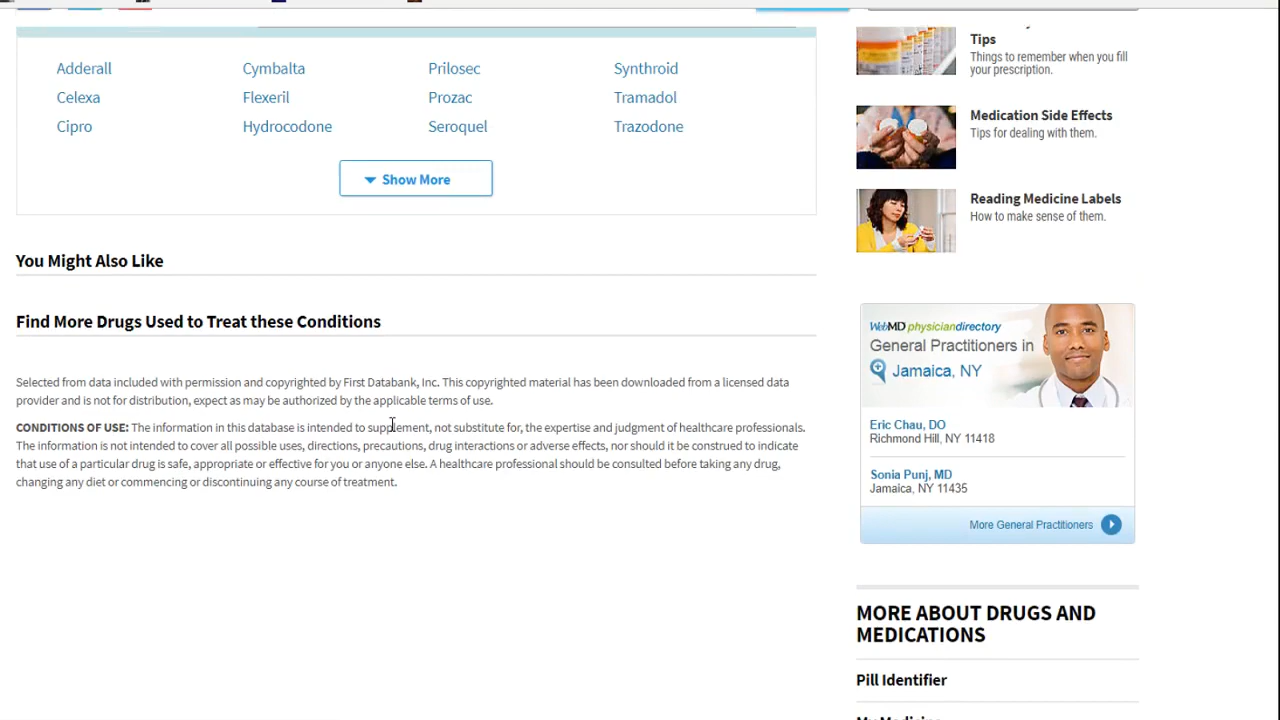 Adderall Cymbalta Prilosec Synthroid
Celexa Flexeril Prozac Tramadol
Cipro Hydrocodone Seroquel Trazodone
Show More
You Might Also Like
Find More Drugs Used to Treat these Conditions
Selected from data included with permission and copyrighted by First Databank, Inc. This copyrighted material has been downloaded from a licensed data
provider and is not for distribution, expect as may be authorized by the applicable terms of use.
CONDITIONS OF USE: The information in this database is intended to supplement, not substitute for, the expertise and judgment of healthcare professionals.
The information is not intended to cover all possible uses, directions, precautions, drug interactions or adverse effects, nor should it be construed to indicate
that use of a particular drug is safe, appropriate or effective for you or anyone else. A healthcare professional should be consulted before taking any drug,
changing any diet or commencing or discontinuing any course of treatment.
Tips
Things to remember when you fill
your prescription.
Medication Side Effects
Tips for dealing with them.
Reading Medicine Labels
How to make sense of them.
WebMD physiciandirectory
General Practitioners in
Jamaica, NY
Eric Chau, DO
Richmond Hill, NY 11418
Sonia Punj, MD
Jamaica, NY 11435
More General Practitioners
MORE ABOUT DRUGS AND
MEDICATIONS
Pill Identifier